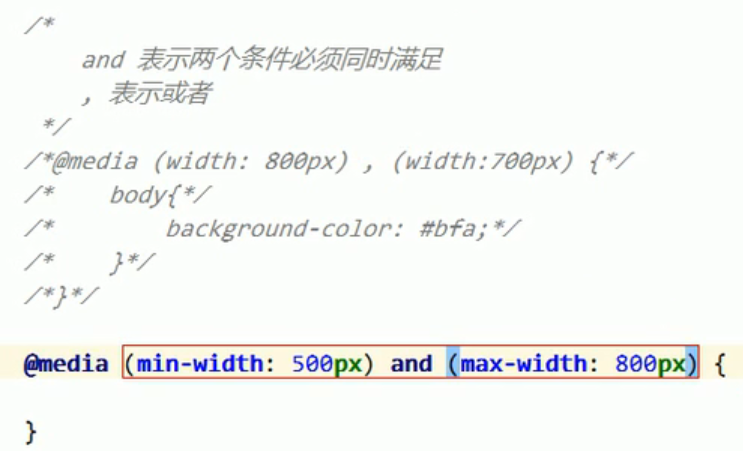 /*
and 表示两个条件必须同时满足
, 表示或者
*/
/*@media (width: 800px) , (width:700px) {*/
/*    body{*/
/*        background-color: #bfa;*/
/*    }*/
/*}*/
@media (min-width: 500px) and (max-width: 800px) {
}